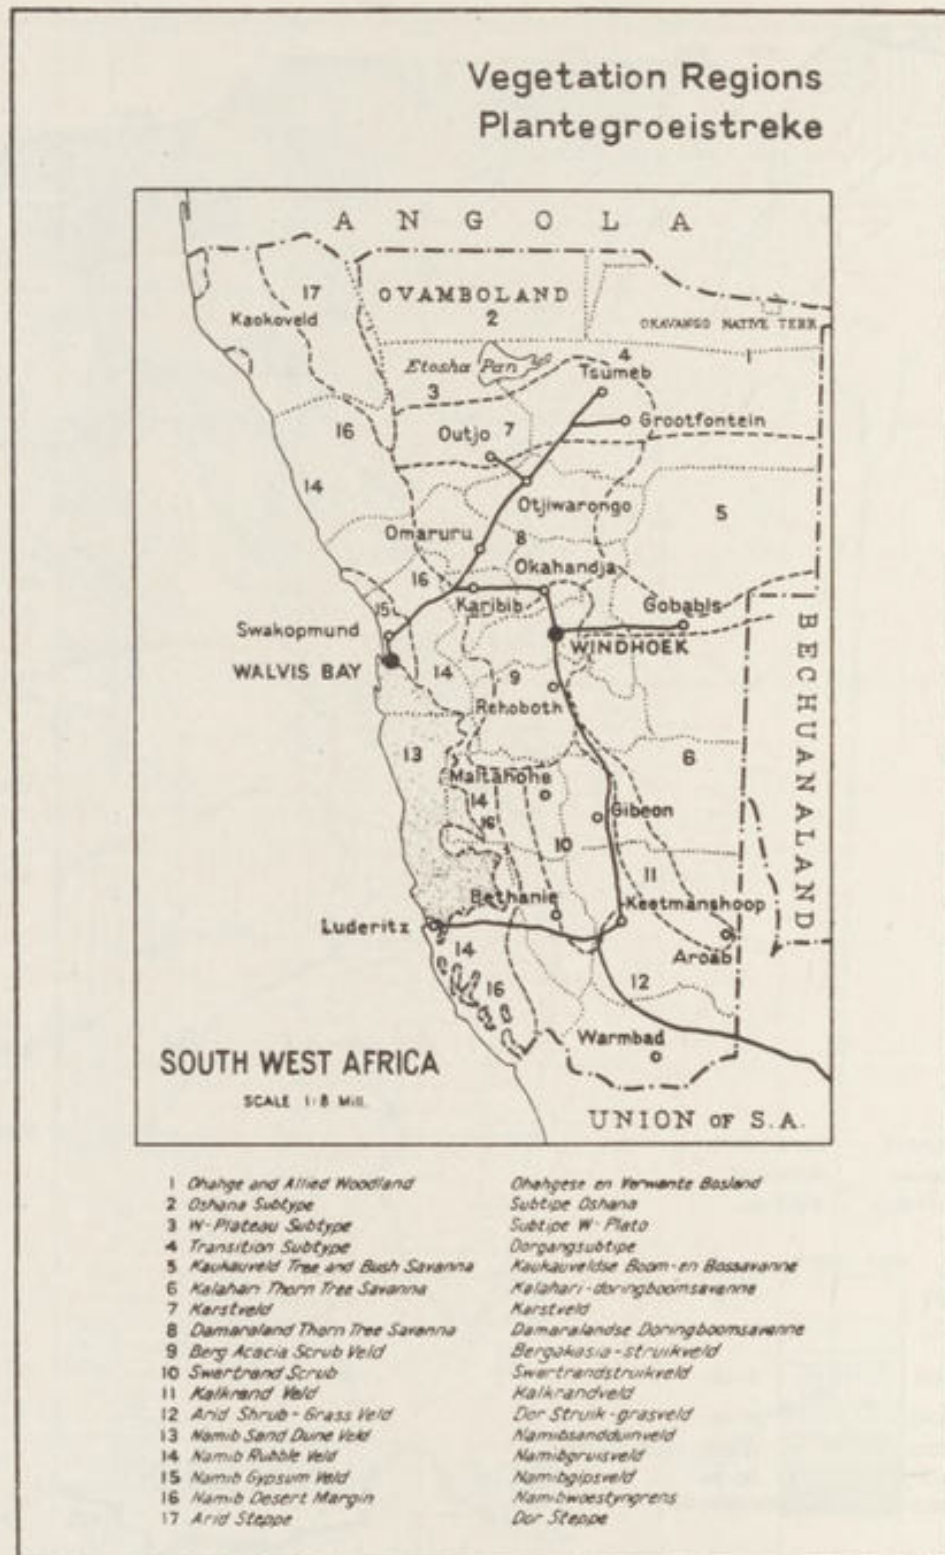 Vegetation Regions
Plantegroeistreke
ANGOLA
17
OVAMBOLAND
2
Kaokoveld
OKAVANGO NATIVE TERR
4
1
Etosha Pan
Tsumeb
3
16
Outjo
7
Grootfontein
14
Otjiwarongo
5
Omaruru
8
Okahandja
16
15
Karibib
Gobabis
Swakopmund
WINDHOEK
WALVIS BAY
14
9
Rehoboth
BECHUANALAND
13
6
Maltahohe
14
16
Gibeon
10
11
Bethanie
Keetmanshoop
Luderitz
Aroab
14
16
12
Warmbad
SOUTH WEST AFRICA
SCALE 1:8 Mill.
UNION OF S.A.
1 Ohahge and Allied Woodland Ohahgese en Verwante Bosland
2 Oshana Subtype Subtipe Oshana
3 W-Plateau Subtype Subtipe W-Plato
4 Transition Subtype Oorgangsubtipe
5 Kaukauveld Tree and Bush Savanna Kaukauveldse Boom-en Bossavanne
6 Kalahari Thorn Tree Savanna Kalahari-doringboomsavanne
7 Karstveld Karstveld
8 Damaraland Thorn Tree Savanna Damaralandse Doringboomsavanne
9 Berg Acacia Scrub Veld Bergakasia-struikveld
10 Swartrand Scrub Swartrandstruikveld
11 Kalkrand Veld Kalkrandveld
12 Arid Shrub-Grass Veld Dor Struik-grasveld
13 Namib Sand Dune Veld Namibsandduinveld
14 Namib Rubble Veld Namibgruisveld
15 Namib Gypsum Veld Namibgipsveld
16 Namib Desert Margin Namibwoestyngrens
17 Arid Steppe Dor Steppe